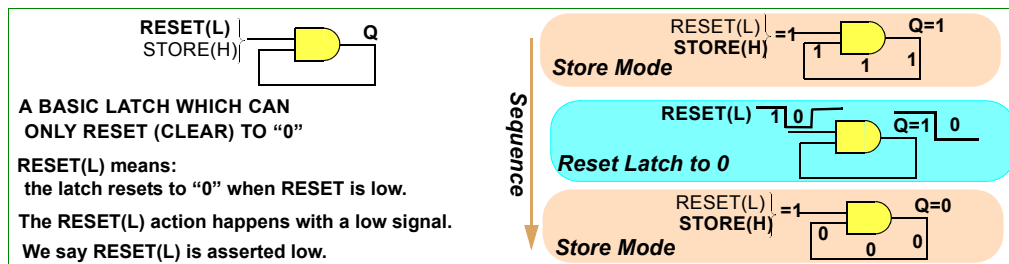 RESET(L)
STORE(H)
Q
A BASIC LATCH WHICH CAN
ONLY RESET (CLEAR) TO “0”
RESET(L) means:
the latch resets to “0” when RESET is low.
The RESET(L) action happens with a low signal.
We say RESET(L) is asserted low.
Sequence
RESET(L)
STORE(H)
=1
Q=1
1
1
1
Store Mode
RESET(L)
1 0
Q=1 0
Reset Latch to 0
RESET(L)
STORE(H)
=1
Q=0
0
0
0
Store Mode